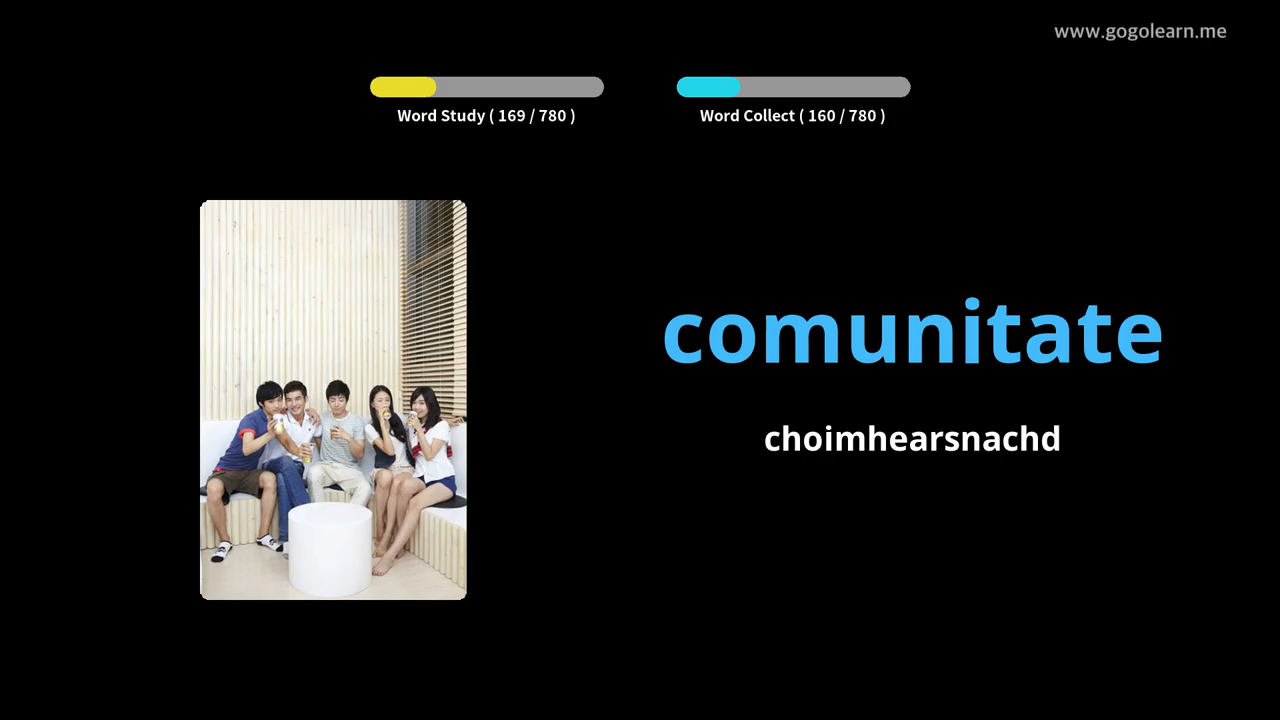 www.gogolearn.me
Word Study ( 169 / 780 )
Word Collect ( 160 / 780 )
comunitate
choimhearsnachd